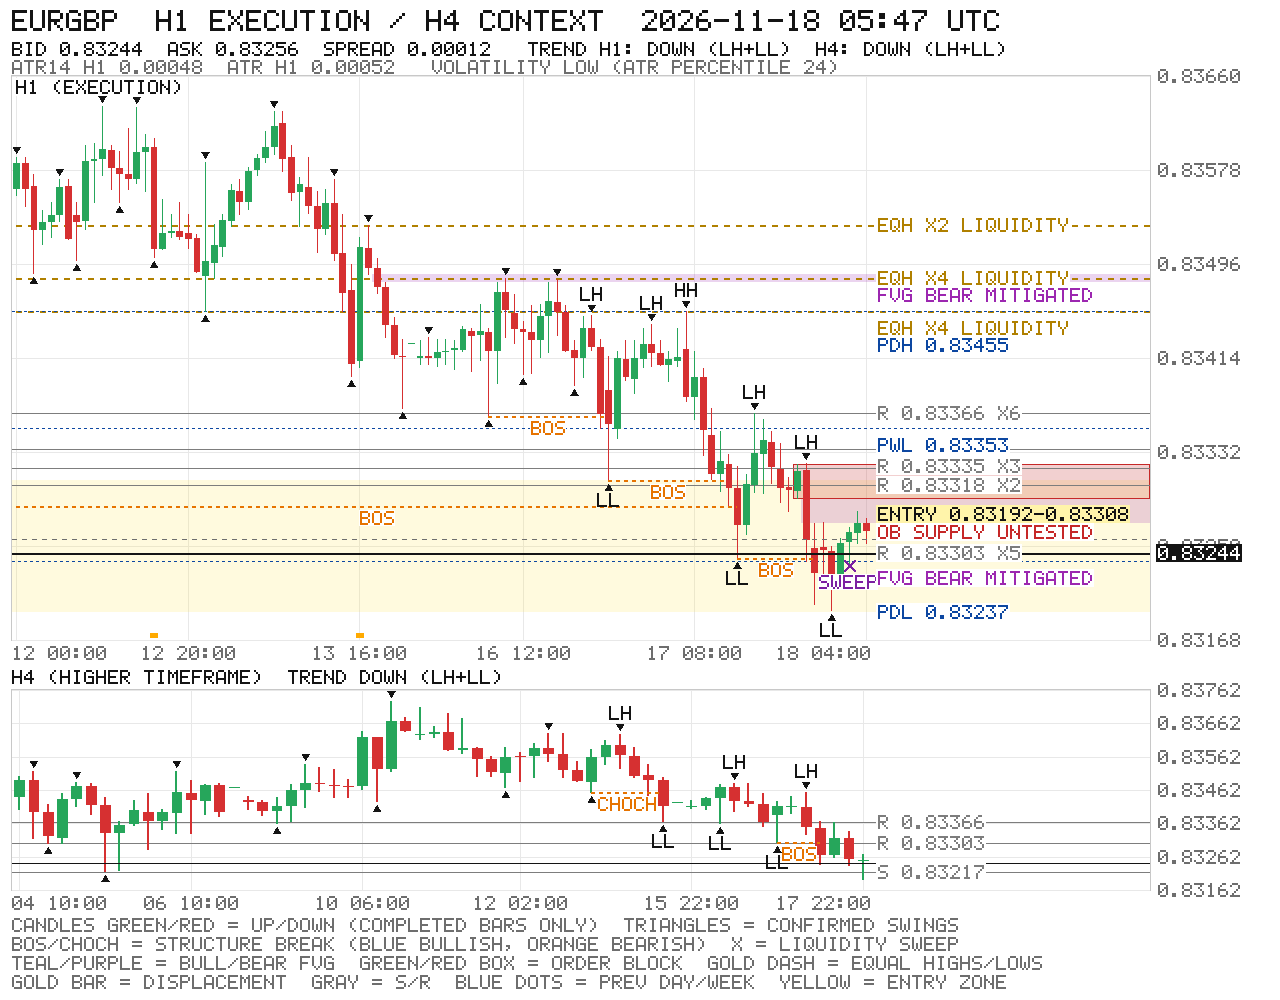 EURGBP  H1 EXECUTION / H4 CONTEXT  2026-11-18 05:47 UTC
BID 0.83244  ASK 0.83256  SPREAD 0.00012   TREND H1: DOWN (LH+LL)  H4: DOWN (LH+LL)
ATR14 H1 0.00048  ATR H1 0.00052   VOLATILITY LOW (ATR PERCENTILE 24)
H1 (EXECUTION)
0.83660
0.83578
EQH X2 LIQUIDITY
0.83496
EQH X4 LIQUIDITY
FVG BEAR MITIGATED
LH
LH
HH
EQH X4 LIQUIDITY
PDH 0.83455
0.83414
LH
R 0.83366 X6
BOS
LH
PWL 0.83353
0.83332
R 0.83335 X3
R 0.83318 X2
BOS
LL
ENTRY 0.83192-0.83308
BOS
OB SUPPLY UNTESTED
R 0.83303 X5
0.83244
BOS
LL
SWEEP
FVG BEAR MITIGATED
PDL 0.83237
LL
0.83168
12 00:00
12 20:00
13 16:00
16 12:00
17 08:00
18 04:00
H4 (HIGHER TIMEFRAME)  TREND DOWN (LH+LL)
0.83762
LH
0.83662
0.83562
LH
LH
0.83462
CHOCH
R 0.83366
0.83362
LL
LL
R 0.83303
BOS
LL
0.83262
S 0.83217
0.83162
04 10:00
06 10:00
10 06:00
12 02:00
15 22:00
17 22:00
CANDLES GREEN/RED = UP/DOWN (COMPLETED BARS ONLY)  TRIANGLES = CONFIRMED SWINGS
BOS/CHOCH = STRUCTURE BREAK (BLUE BULLISH, ORANGE BEARISH)  X = LIQUIDITY SWEEP
TEAL/PURPLE = BULL/BEAR FVG  GREEN/RED BOX = ORDER BLOCK  GOLD DASH = EQUAL HIGHS/LOWS
GOLD BAR = DISPLACEMENT  GRAY = S/R  BLUE DOTS = PREV DAY/WEEK  YELLOW = ENTRY ZONE